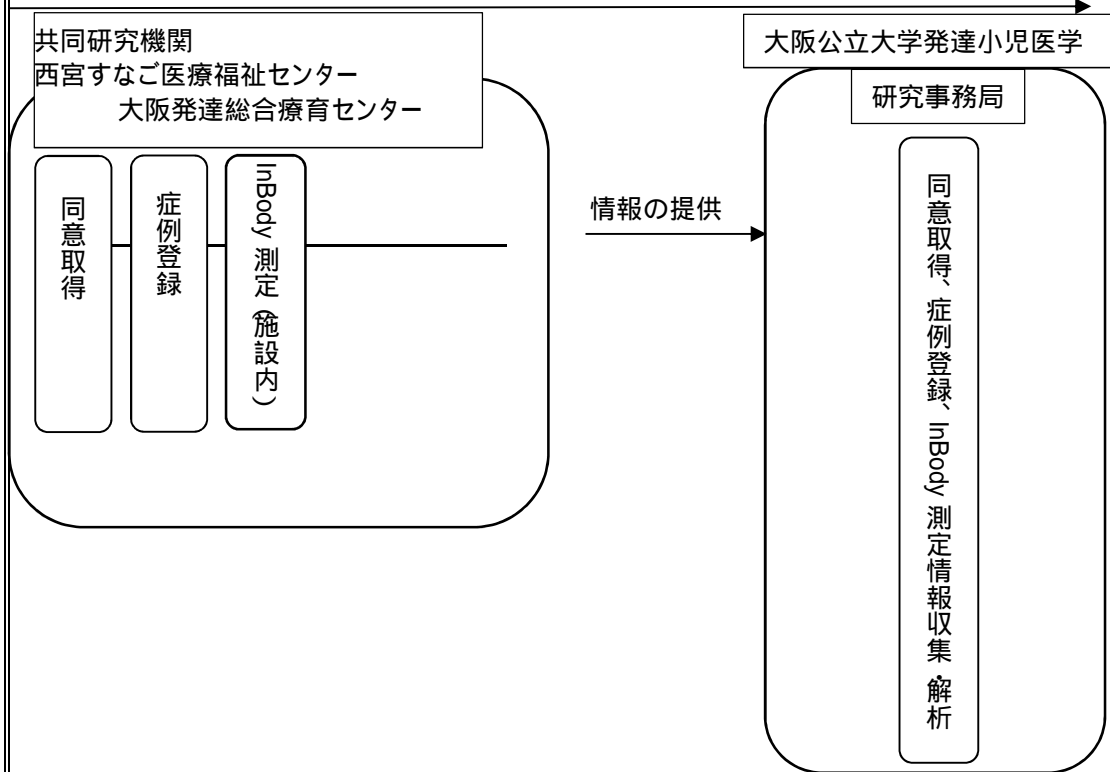 共同研究機関
西宮すなご医療福祉センター
大阪発達総合療育センター
同意取得
症例登録
InBody 測定（施設内）
情報の提供
大阪公立大学発達小児医学
研究事務局
同意取得、症例登録、InBody 測定情報収集・解析